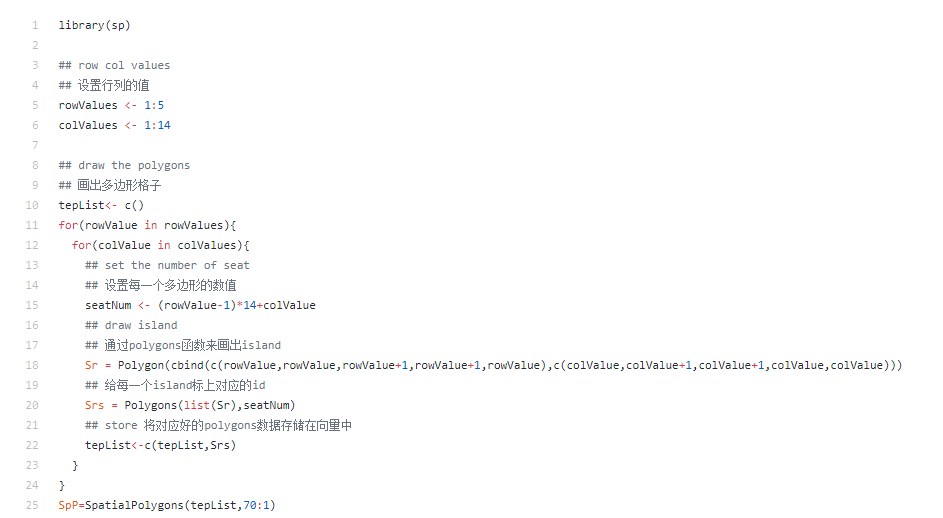 1 library(sp)
2
3 ## row col values
4 ## 设置行列的值
5 rowValues <- 1:5
6 colValues <- 1:14
7
8 ## draw the polygons
9 ## 画出多边形格子
10 tepList<- c()
11 for(rowValue in rowValues){
12   for(colValue in colValues){
13     ## set the number of seat
14     ## 设置每一个多边形的数值
15     seatNum <- (rowValue-1)*14+colValue
16     ## draw island
17     ## 通过polygons函数来画出island
18     Sr = Polygon(cbind(c(rowValue,rowValue,rowValue+1,rowValue+1,rowValue),c(colValue,colValue+1,colValue+1,colValue,colValue)))
19     ## 给每一个island标上对应的id
20     Srs = Polygons(list(Sr),seatNum)
21     ## store 将对应好的polygons数据存储在向量中
22     tepList<-c(tepList,Srs)
23   }
24 }
25 SpP=SpatialPolygons(tepList,70:1)